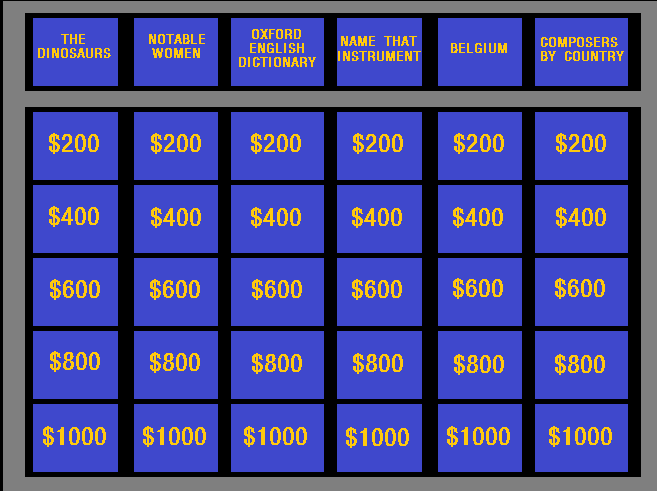 THE
DINOSAURS
NOTABLE
WOMEN
OXFORD
ENGLISH
DICTIONARY
NAME THAT
INSTRUMENT
BELGIUM
COMPOSERS
BY COUNTRY
$200 $200 $200 $200 $200 $200
$400 $400 $400 $400 $400 $400
$600 $600 $600 $600 $600 $600
$800 $800 $800 $800 $800 $800
$1000 $1000 $1000 $1000 $1000 $1000